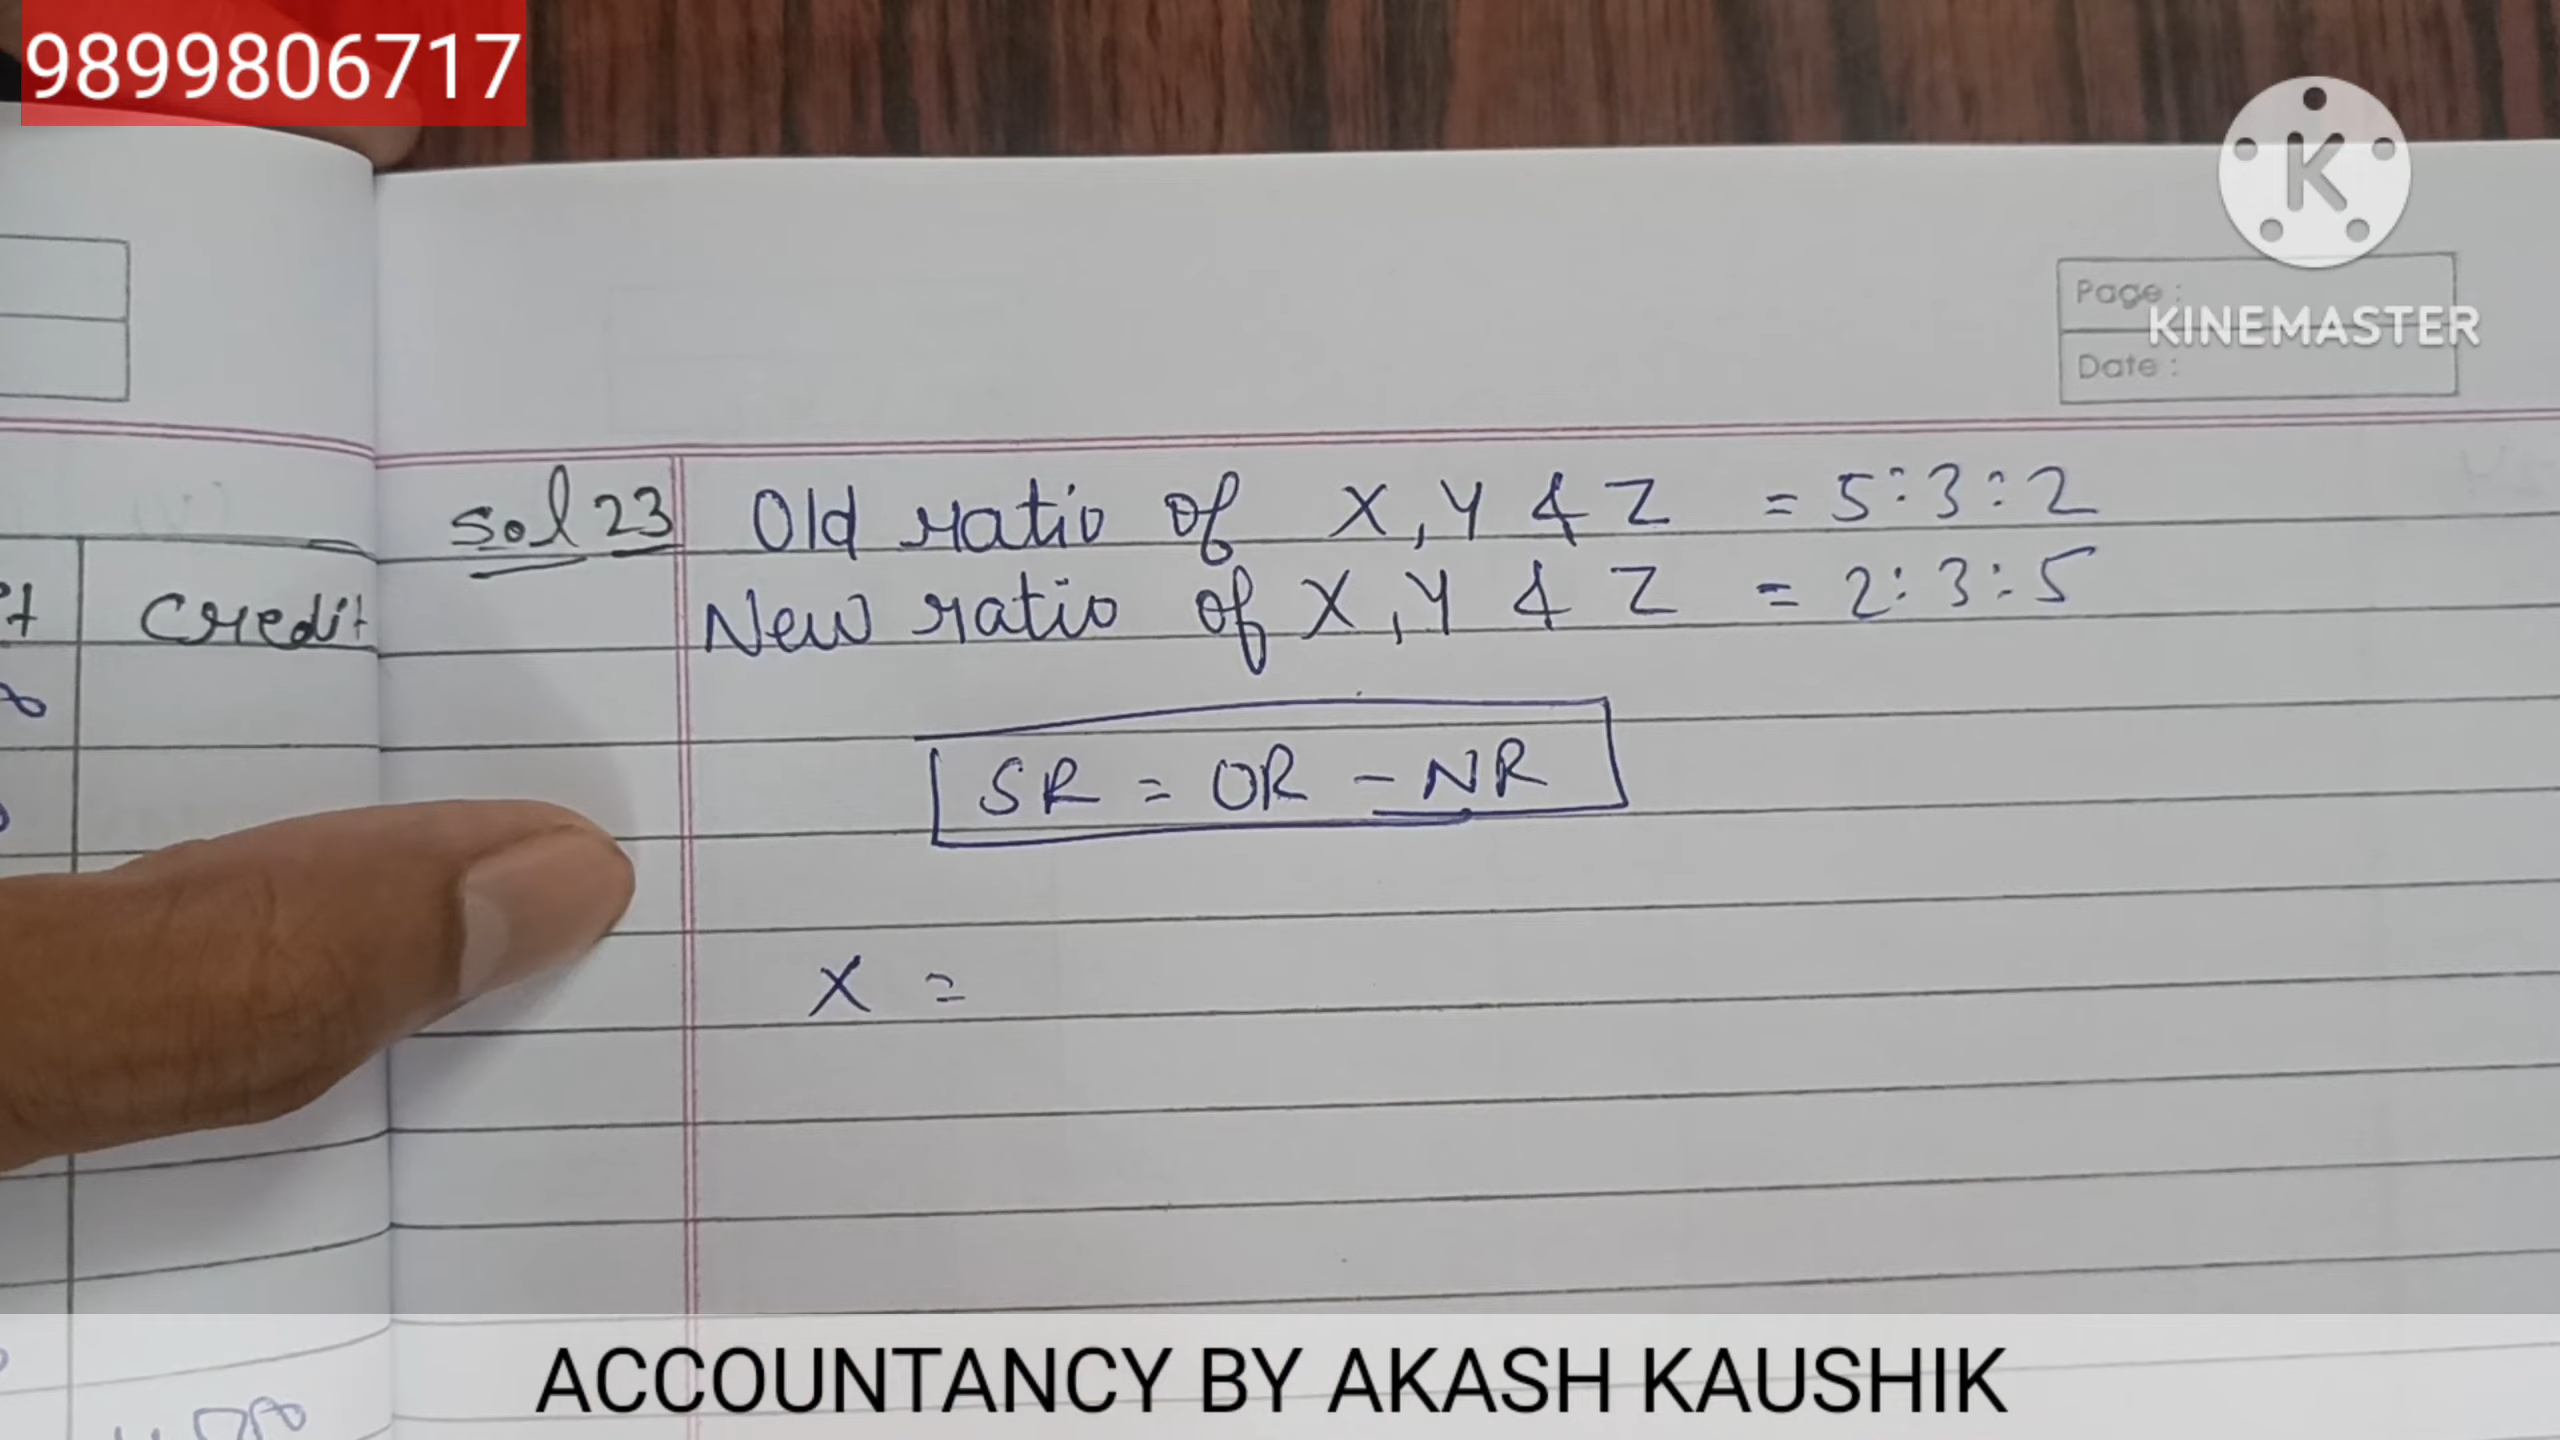 9899806717
KINEMASTER
Page :
Date :
sol 23 Old ratio of X, Y & Z = 5:3:2
New ratio of X, Y & Z = 2:3:5
Credit
SR = OR - NR
X =
ACCOUNTANCY BY AKASH KAUSHIK